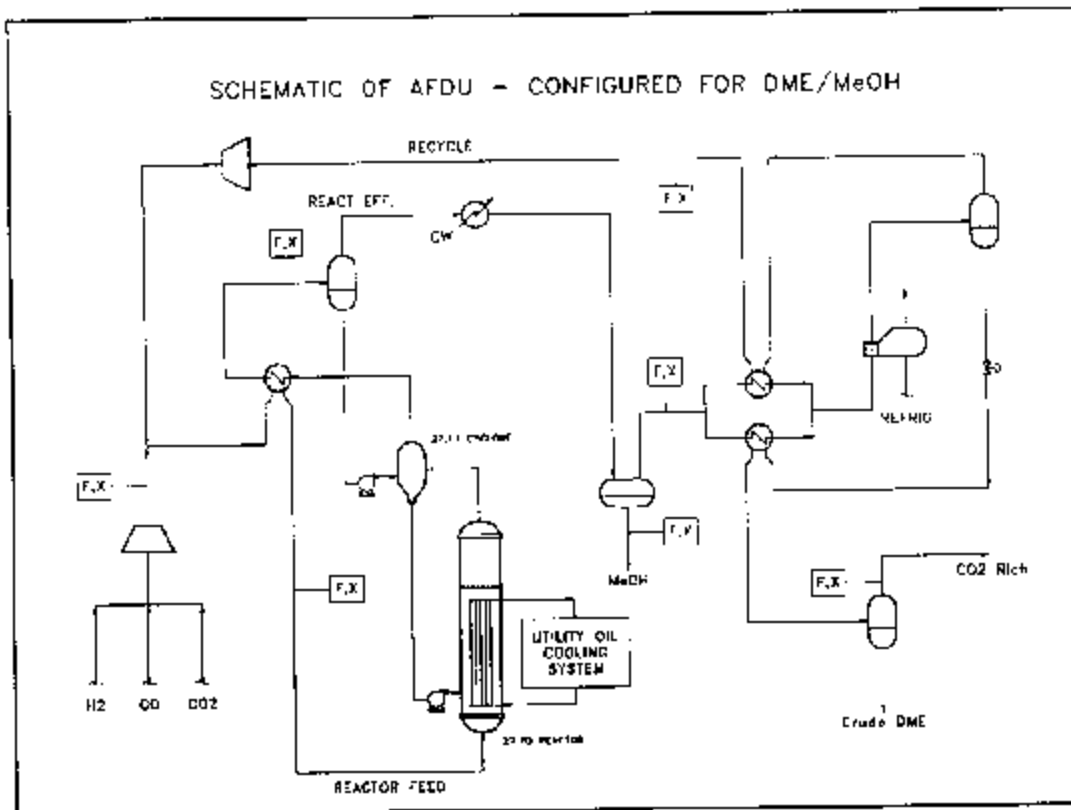 SCHEMATIC OF AFDU - CONFIGURED FOR DME/MeOH
RECYCLE
REACT EFF.
F,X
CW
F,X
F,X
REFRIG
F,X
F,X
MeOH
F,X
F,X
CO2 Rich
UTILITY OIL
COOLING
SYSTEM
H2
CO
CO2
Crude DME
REACTOR FEED